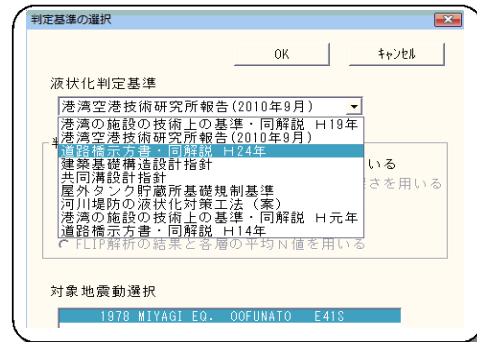 判定基準の選択
OK キャンセル
液状化判定基準
港湾空港技術研究所報告(2010年9月)
港湾の施設の技術上の基準・同解説 H19年
港湾空港技術研究所報告(2010年9月)
道路橋示方書・同解説 H24年
建築基礎構造設計指針
いる
共同溝設計指針
さを用いる
屋外タンク貯蔵所基礎規制基準
河川堤防の液状化対策工法(案)
港湾の施設の技術上の基準・同解説 H元年
道路橋示方書・同解説 H14年
FLIP解析の結果と各層の平均N値を用いる
対象地震動選択
1978 MIYAGI EQ. OOFUNATO E41S